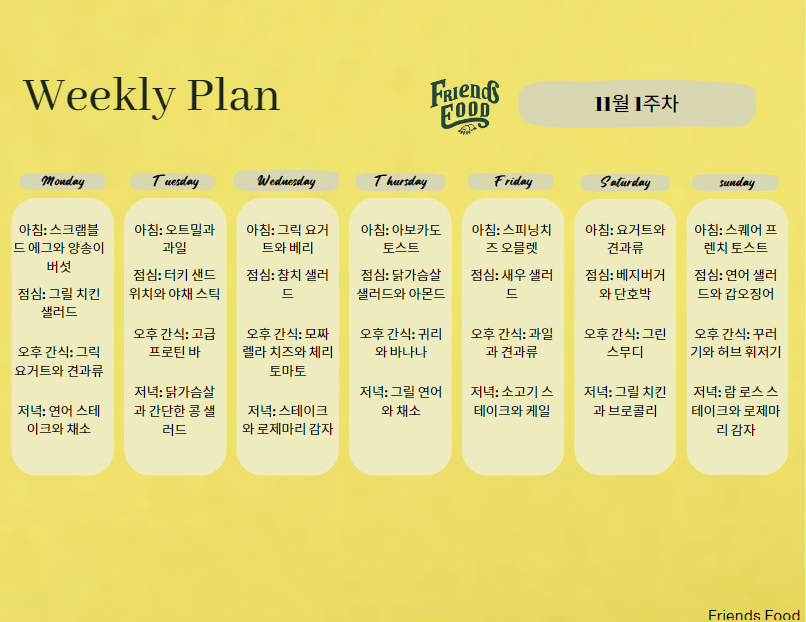 Weekly Plan
Friends
Food
11월 1주차
Monday
아침: 스크램블
드 에그와 양송이
버섯
점심: 그릴 치킨
샐러드
오후 간식: 그릭
요거트와 견과류
저녁: 연어 스테
이크와 채소
Tuesday
아침: 오트밀과
과일
점심: 터키 샌드
위치와 야채 스틱
오후 간식: 고급
프로틴 바
저녁: 닭가슴살
과 간단한 콩 샐
러드
Wednesday
아침: 그릭 요거
트와 베리
점심: 참치 샐러
드
오후 간식: 모짜
렐라 치즈와 체리
토마토
저녁: 스테이크
와 로제마리 감자
Thursday
아침: 아보카도
토스트
점심: 닭가슴살
샐러드와 아몬드
오후 간식: 귀리
와 바나나
저녁: 그릴 연어
와 채소
Friday
아침: 스피닝치
즈 오믈렛
점심: 새우 샐러
드
오후 간식: 과일
과 견과류
저녁: 소고기 스
테이크와 케일
Saturday
아침: 요거트와
견과류
점심: 베지버거
와 단호박
오후 간식: 그린
스무디
저녁: 그릴 치킨
과 브로콜리
sunday
아침: 스퀘어 프
렌치 토스트
점심: 연어 샐러
드와 갑오징어
오후 간식: 꾸러
기와 허브 휘저기
저녁: 람 로스 스
테이크와 로제마
리 감자
Friends Food